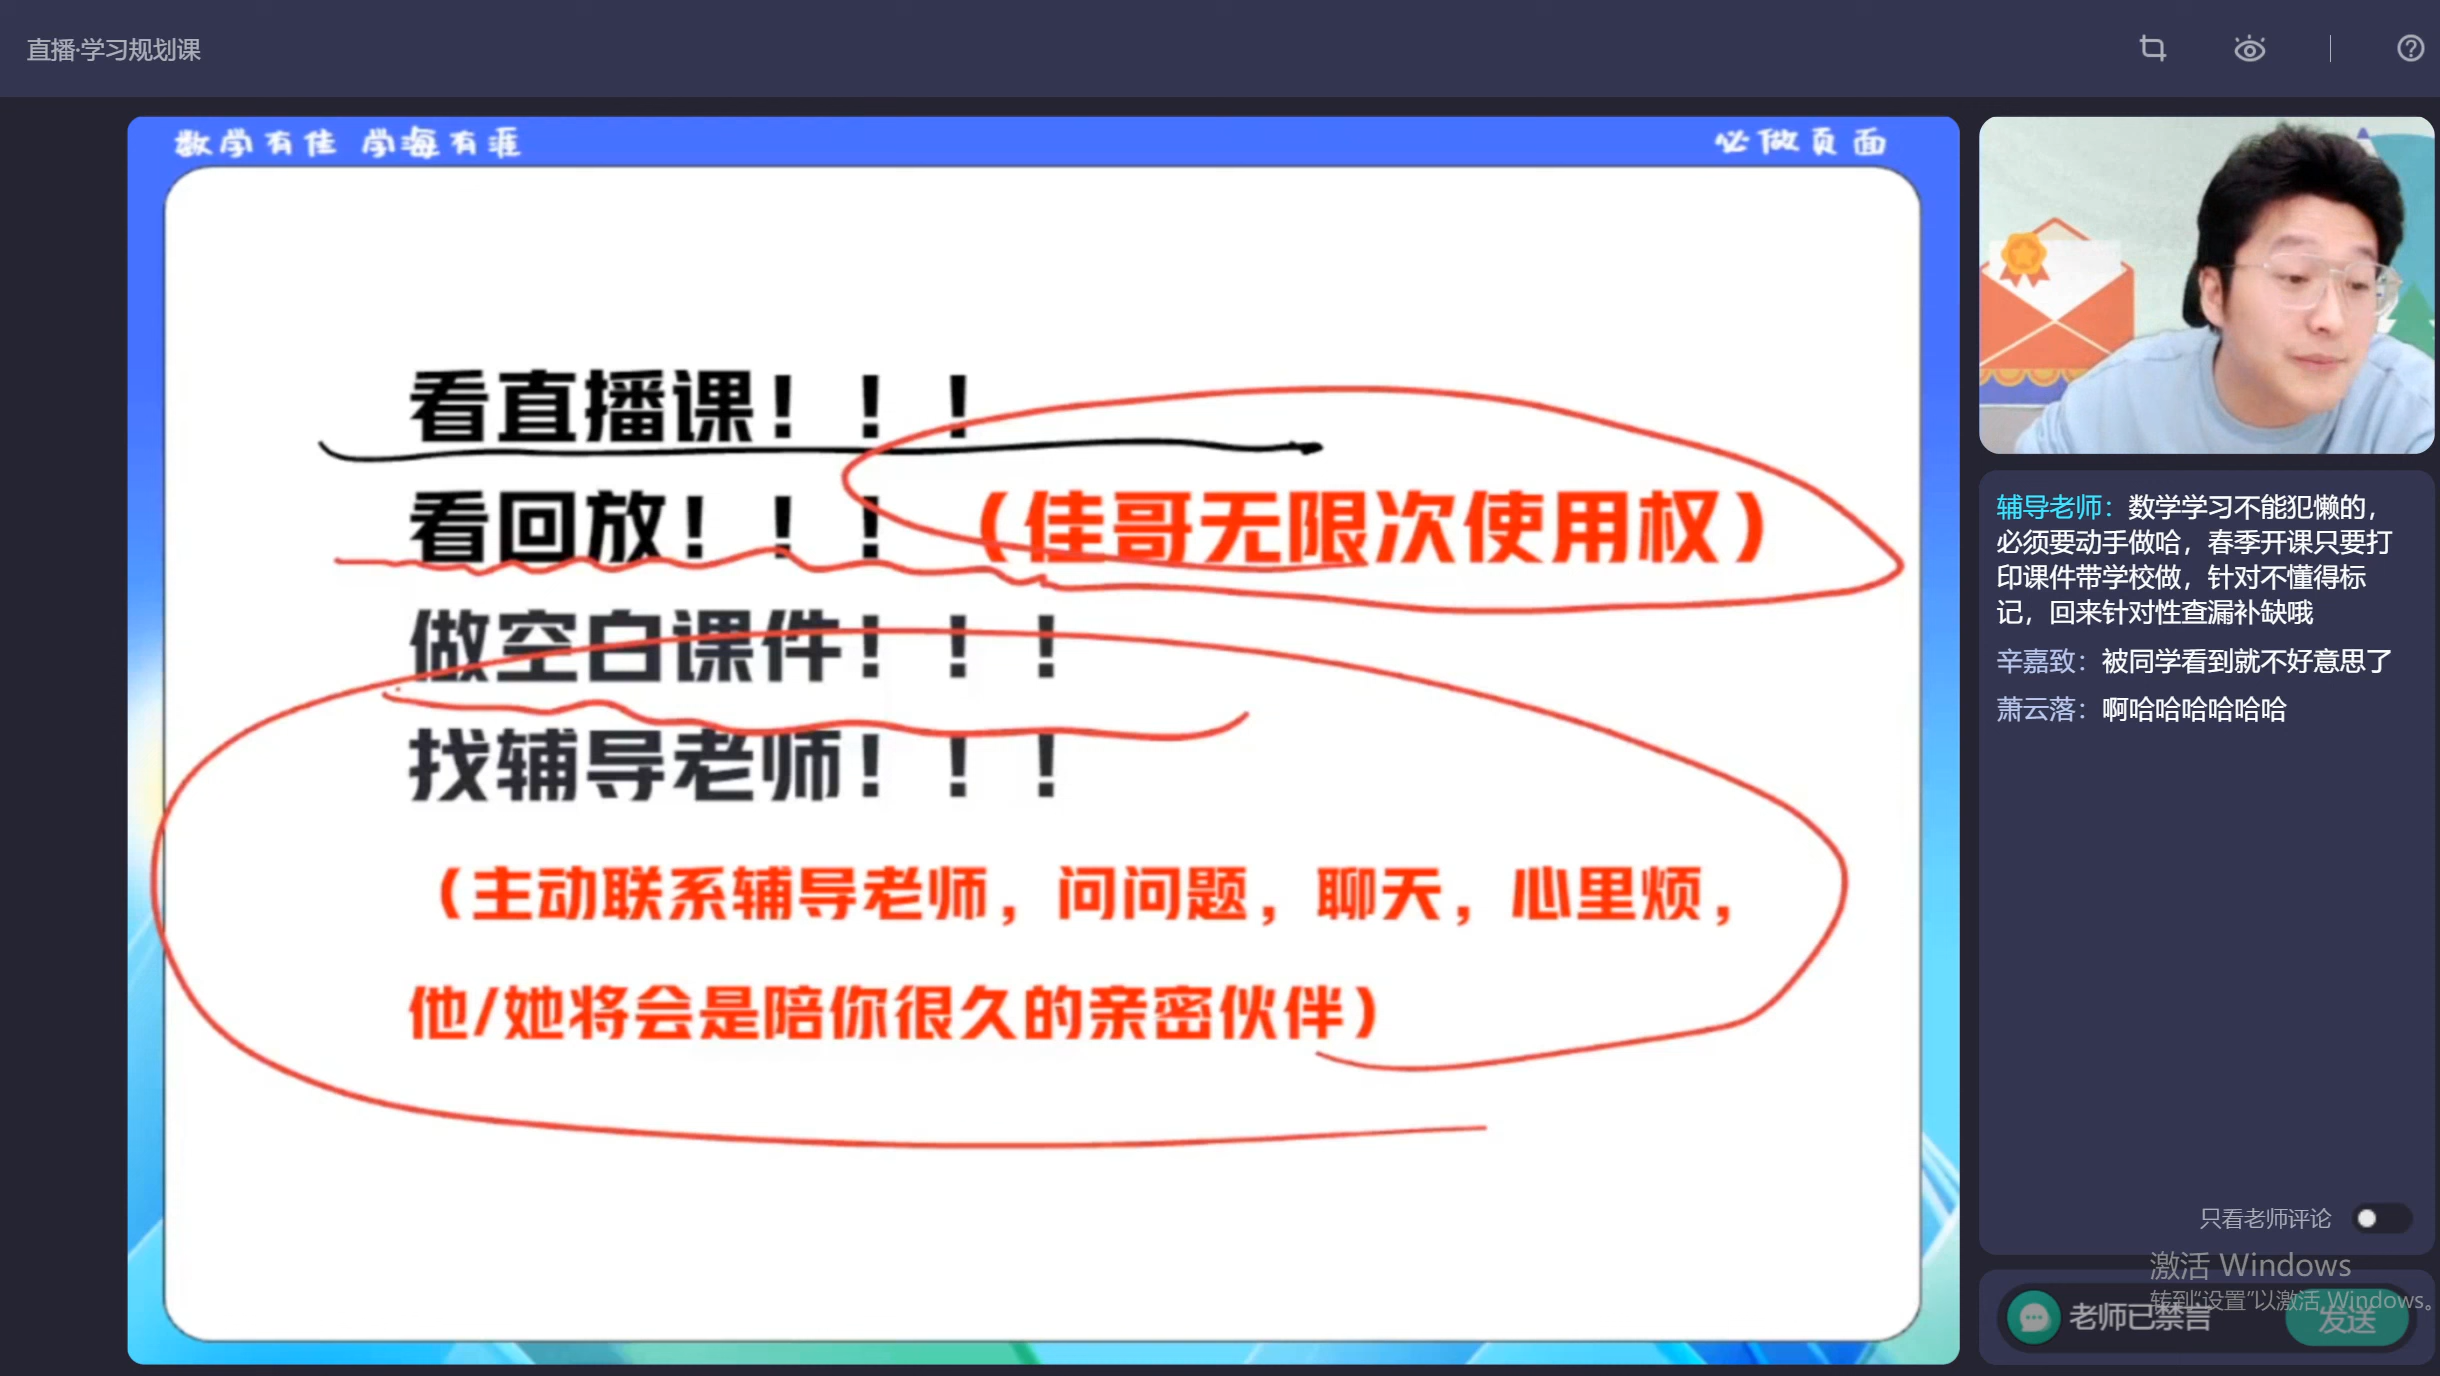 直播·学习规划课
数学有佳 学海有涯
必做页面
看直播课！！！
看回放！！！（佳哥无限次使用权）
做空白课件！！！
找辅导老师！！！
（主动联系辅导老师，问问题，聊天，心里烦，
他/她将会是陪你很久的亲密伙伴）
辅导老师：数学学习不能犯懒的，
必须要动手做哈，春季开课只要打
印课件带学校做，针对不懂得标
记，回来针对性查漏补缺哦
辛嘉致：被同学看到就不好意思了
萧云落：啊哈哈哈哈哈哈
只看老师评论
激活 Windows
转到"设置"以激活 Windows。
老师已禁言
发送